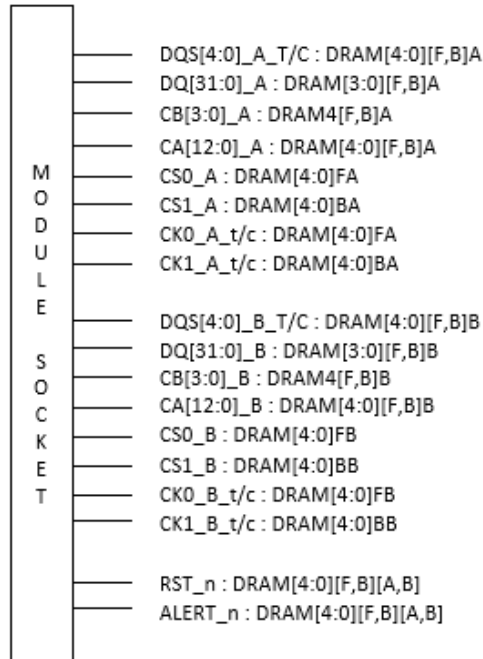 MODULE SOCKET
DQS[4:0]_A_T/C : DRAM[4:0][F,B]A
DQ[31:0]_A : DRAM[3:0][F,B]A
CB[3:0]_A : DRAM4[F,B]A
CA[12:0]_A : DRAM[4:0][F,B]A
CS0_A : DRAM[4:0]FA
CS1_A : DRAM[4:0]BA
CK0_A_t/c : DRAM[4:0]FA
CK1_A_t/c : DRAM[4:0]BA
DQS[4:0]_B_T/C : DRAM[4:0][F,B]B
DQ[31:0]_B : DRAM[3:0][F,B]B
CB[3:0]_B : DRAM4[F,B]B
CA[12:0]_B : DRAM[4:0][F,B]B
CS0_B : DRAM[4:0]FB
CS1_B : DRAM[4:0]BB
CK0_B_t/c : DRAM[4:0]FB
CK1_B_t/c : DRAM[4:0]BB
RST_n : DRAM[4:0][F,B][A,B]
ALERT_n : DRAM[4:0][F,B][A,B]